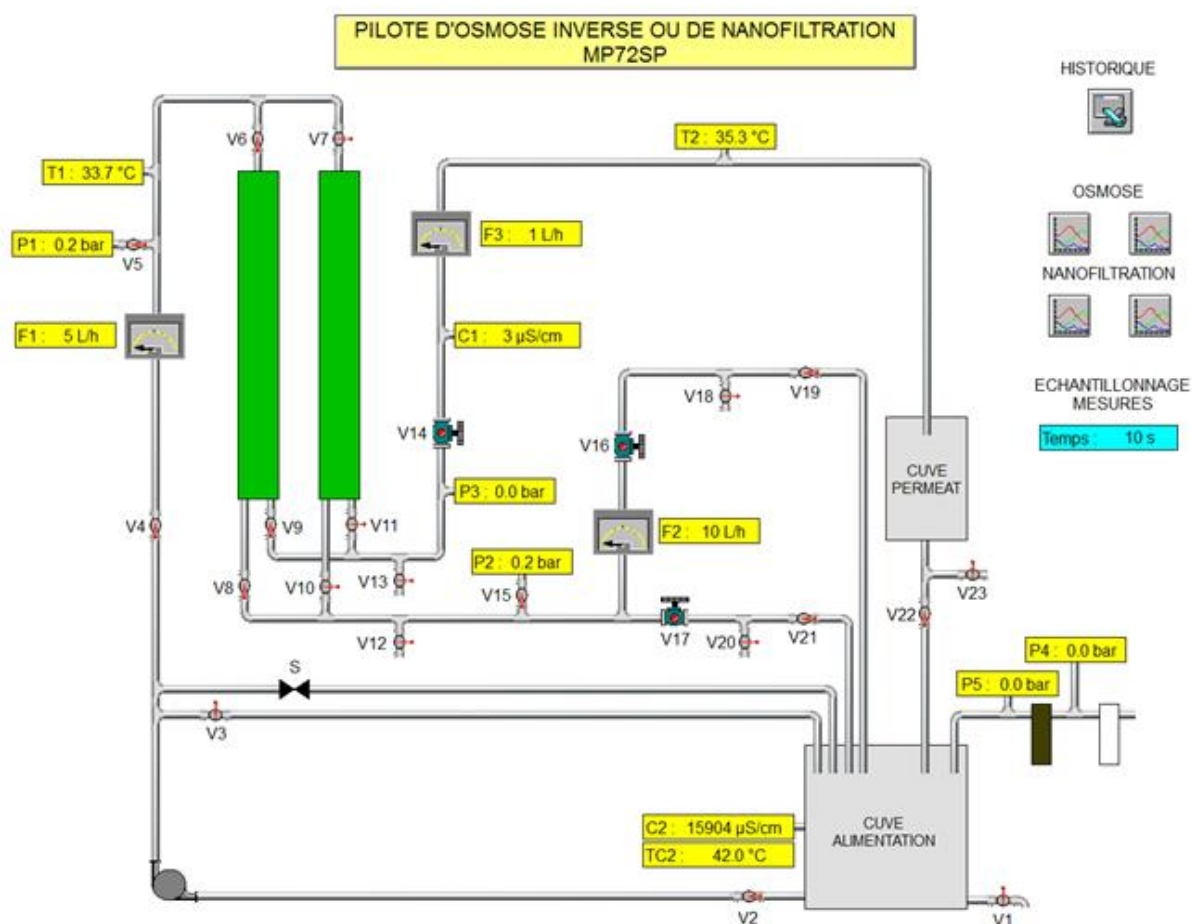 PILOTE D'OSMOSE INVERSE OU DE NANOFILTRATION
MP72SP
HISTORIQUE
V6
V7
T2 : 35.3 °C
T1 : 33.7 °C
OSMOSE
P1 : 0.2 bar
V5
F3 : 1 L/h
NANOFILTRATION
F1 : 5 L/h
C1 : 3 µS/cm
V18
V19
ECHANTILLONNAGE
MESURES
Temps : 10 s
V14
V16
CUVE
PERMEAT
P3 : 0.0 bar
V4
V9
V11
F2 : 10 L/h
P2 : 0.2 bar
V8
V10
V13
V15
V23
V22
V12
V17
V20
V21
P4 : 0.0 bar
S
P5 : 0.0 bar
V3
C2 : 15904 µS/cm
CUVE
ALIMENTATION
TC2 : 42.0 °C
V2
V1